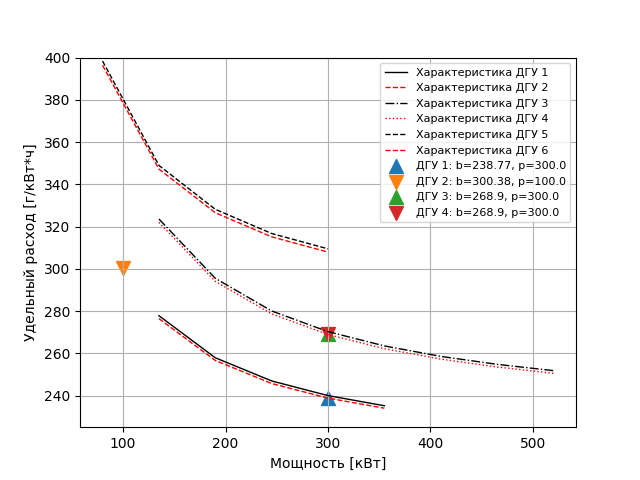 400
380
360
340
320
300
280
260
240
Удельный расход [г/кВт*ч]
Характеристика ДГУ 1
Характеристика ДГУ 2
Характеристика ДГУ 3
Характеристика ДГУ 4
Характеристика ДГУ 5
Характеристика ДГУ 6
ДГУ 1: b=238.77, p=300.0
ДГУ 2: b=300.38, p=100.0
ДГУ 3: b=268.9, p=300.0
ДГУ 4: b=268.9, p=300.0
100 200 300 400 500
Мощность [кВт]